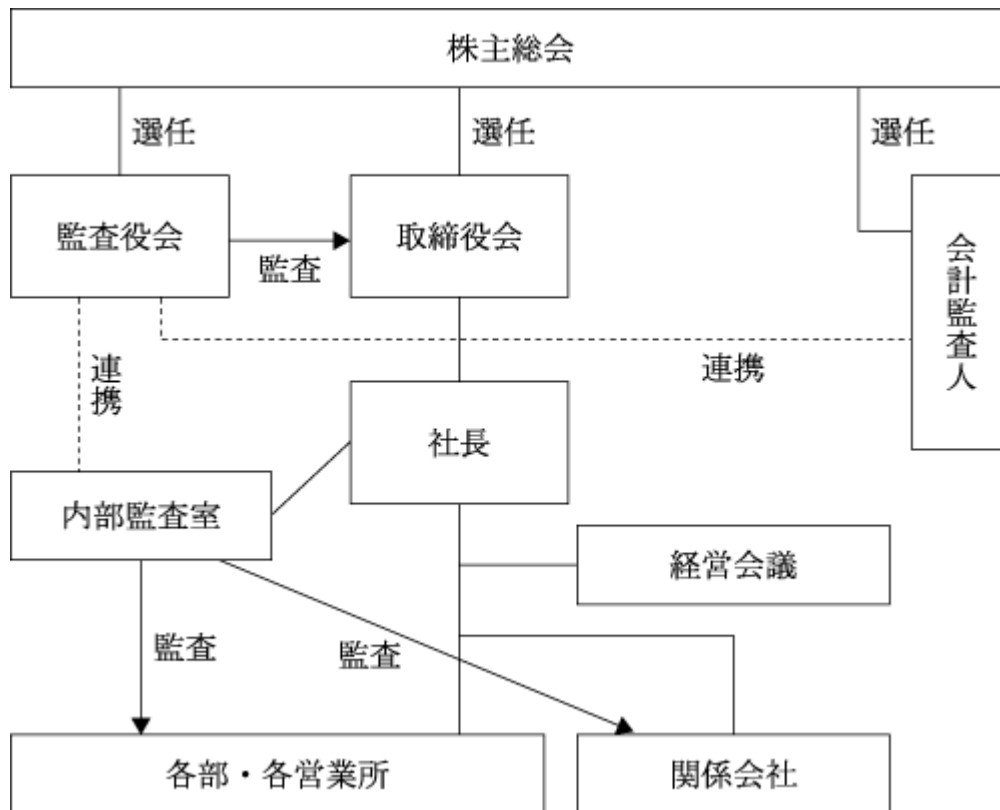 株主総会
選任
選任
選任
監査役会
監査
取締役会
会計監査人
連携
連携
社長
内部監査室
経営会議
監査
監査
各部・各営業所
関係会社